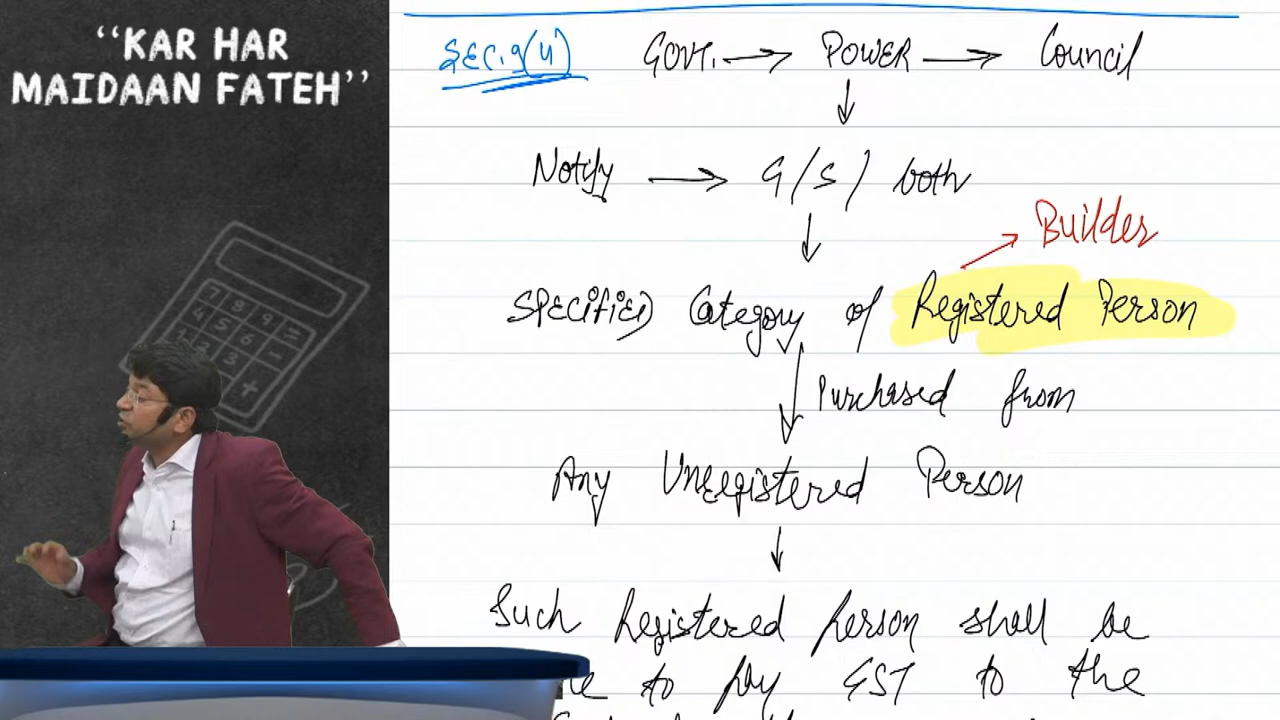 “KAR HAR
MAIDAAN FATEH”
SEC.9(4) GOVT. → POWER → Council
↓
Notify → G/S/ both
↓
Builder
Specified Category of Registered Person
Purchased from
Any Unregistered Person
↓
Such Registered person shall be
to pay GST to the